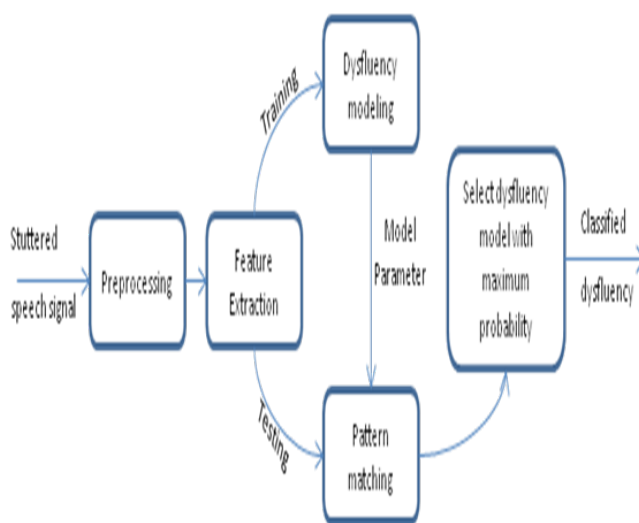 Stuttered
speech signal
Preprocessing
Feature
Extraction
Training
Dysfluency
modeling
Model
Parameter
Testing
Pattern
matching
Select dysfluency
model with
maximum
probability
Classified
dysfluency